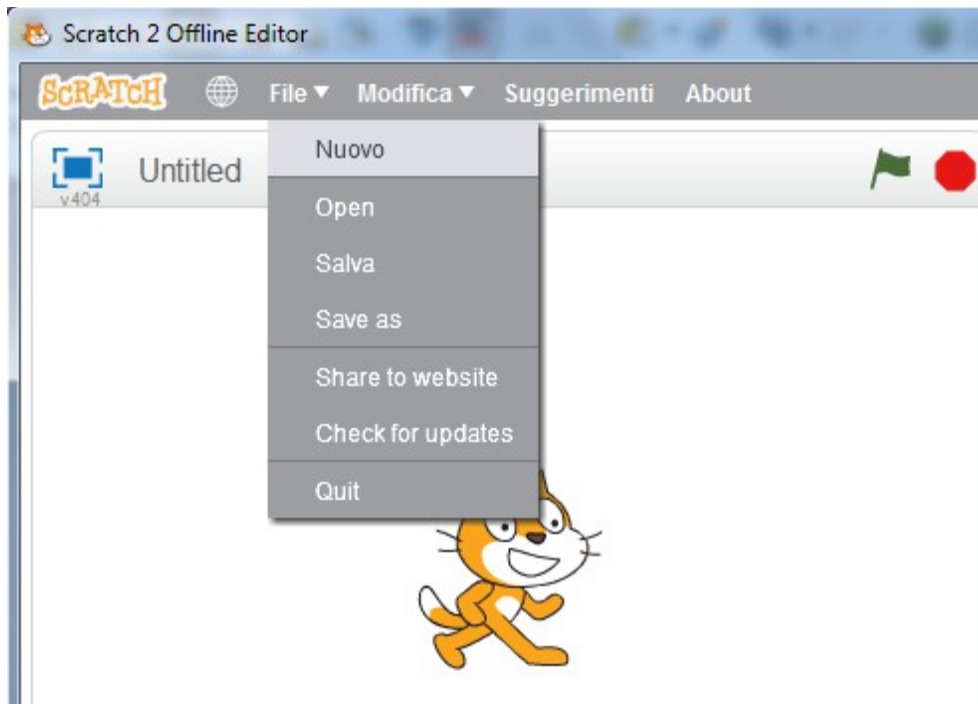 Scratch 2 Offline Editor
SCRATCH File Modifica Suggerimenti About
Untitled
v404
Nuovo
Open
Salva
Save as
Share to website
Check for updates
Quit